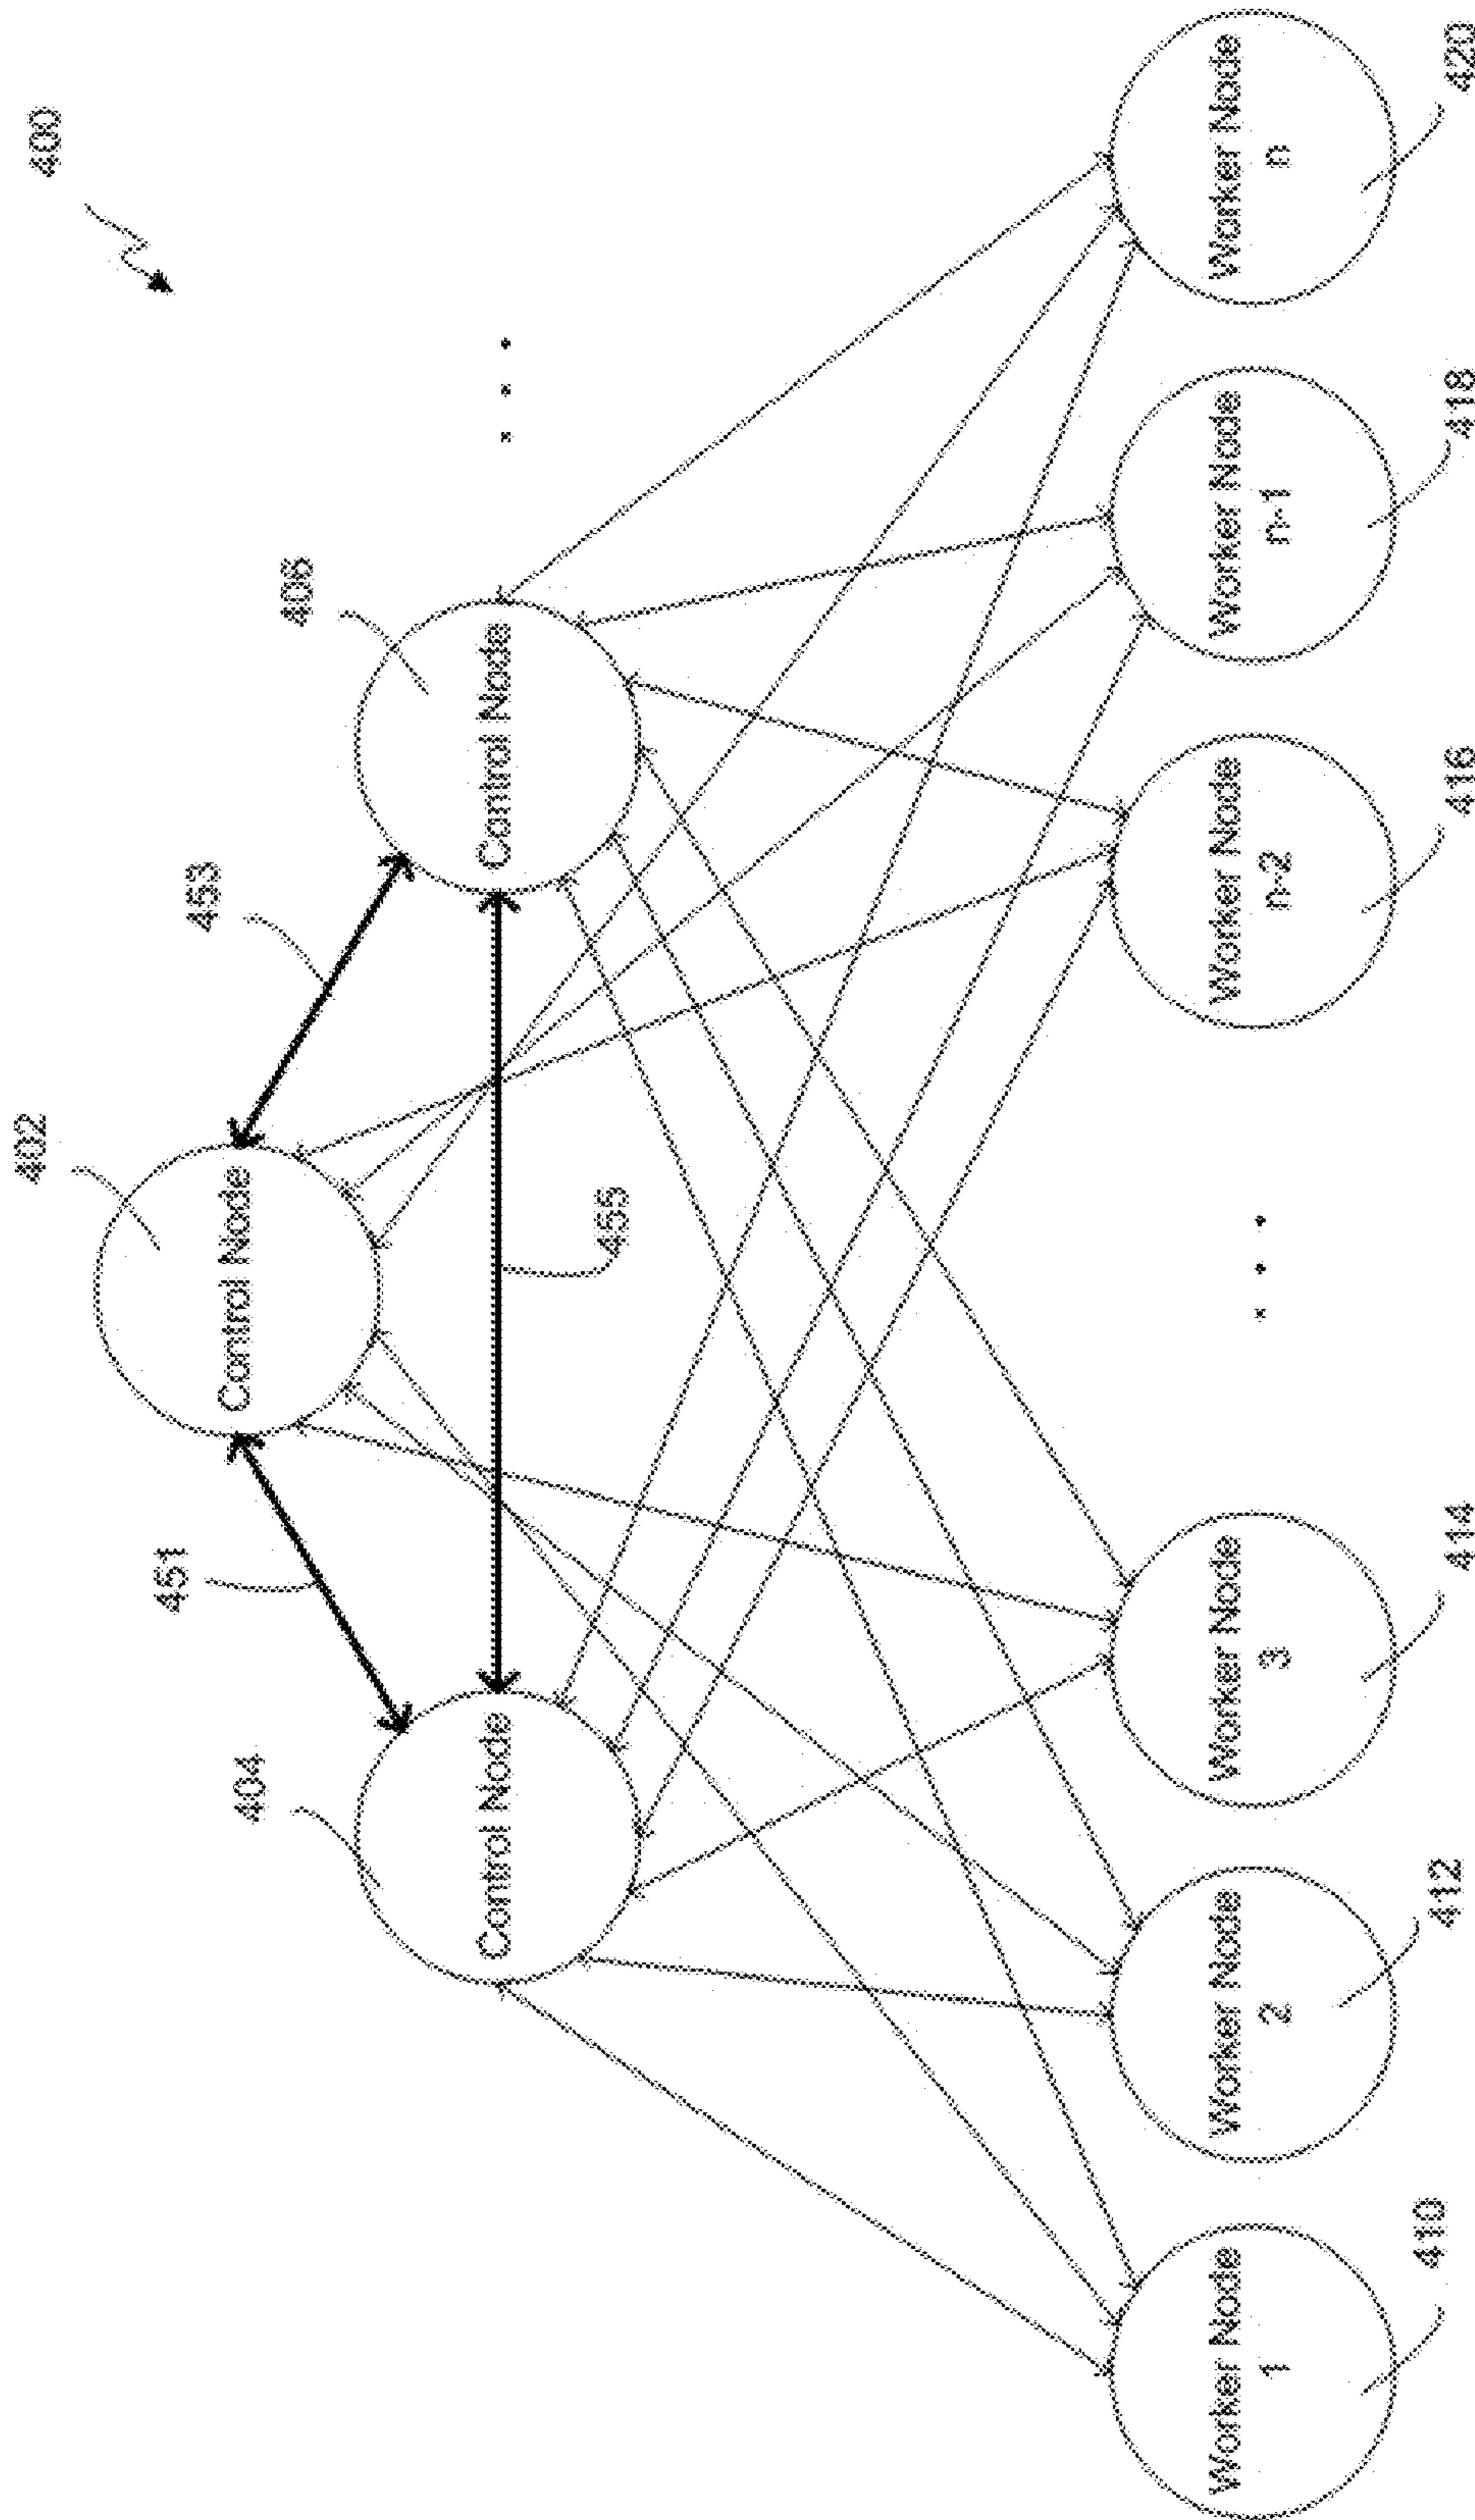 400
402
451
453
Control Node
404
406
Control Node
Control Node
455
. . .
Worker Node
1
Worker Node
2
Worker Node
3
. . .
Worker Node
n-2
Worker Node
n-1
Worker Node
n
410
412
414
416
418
420